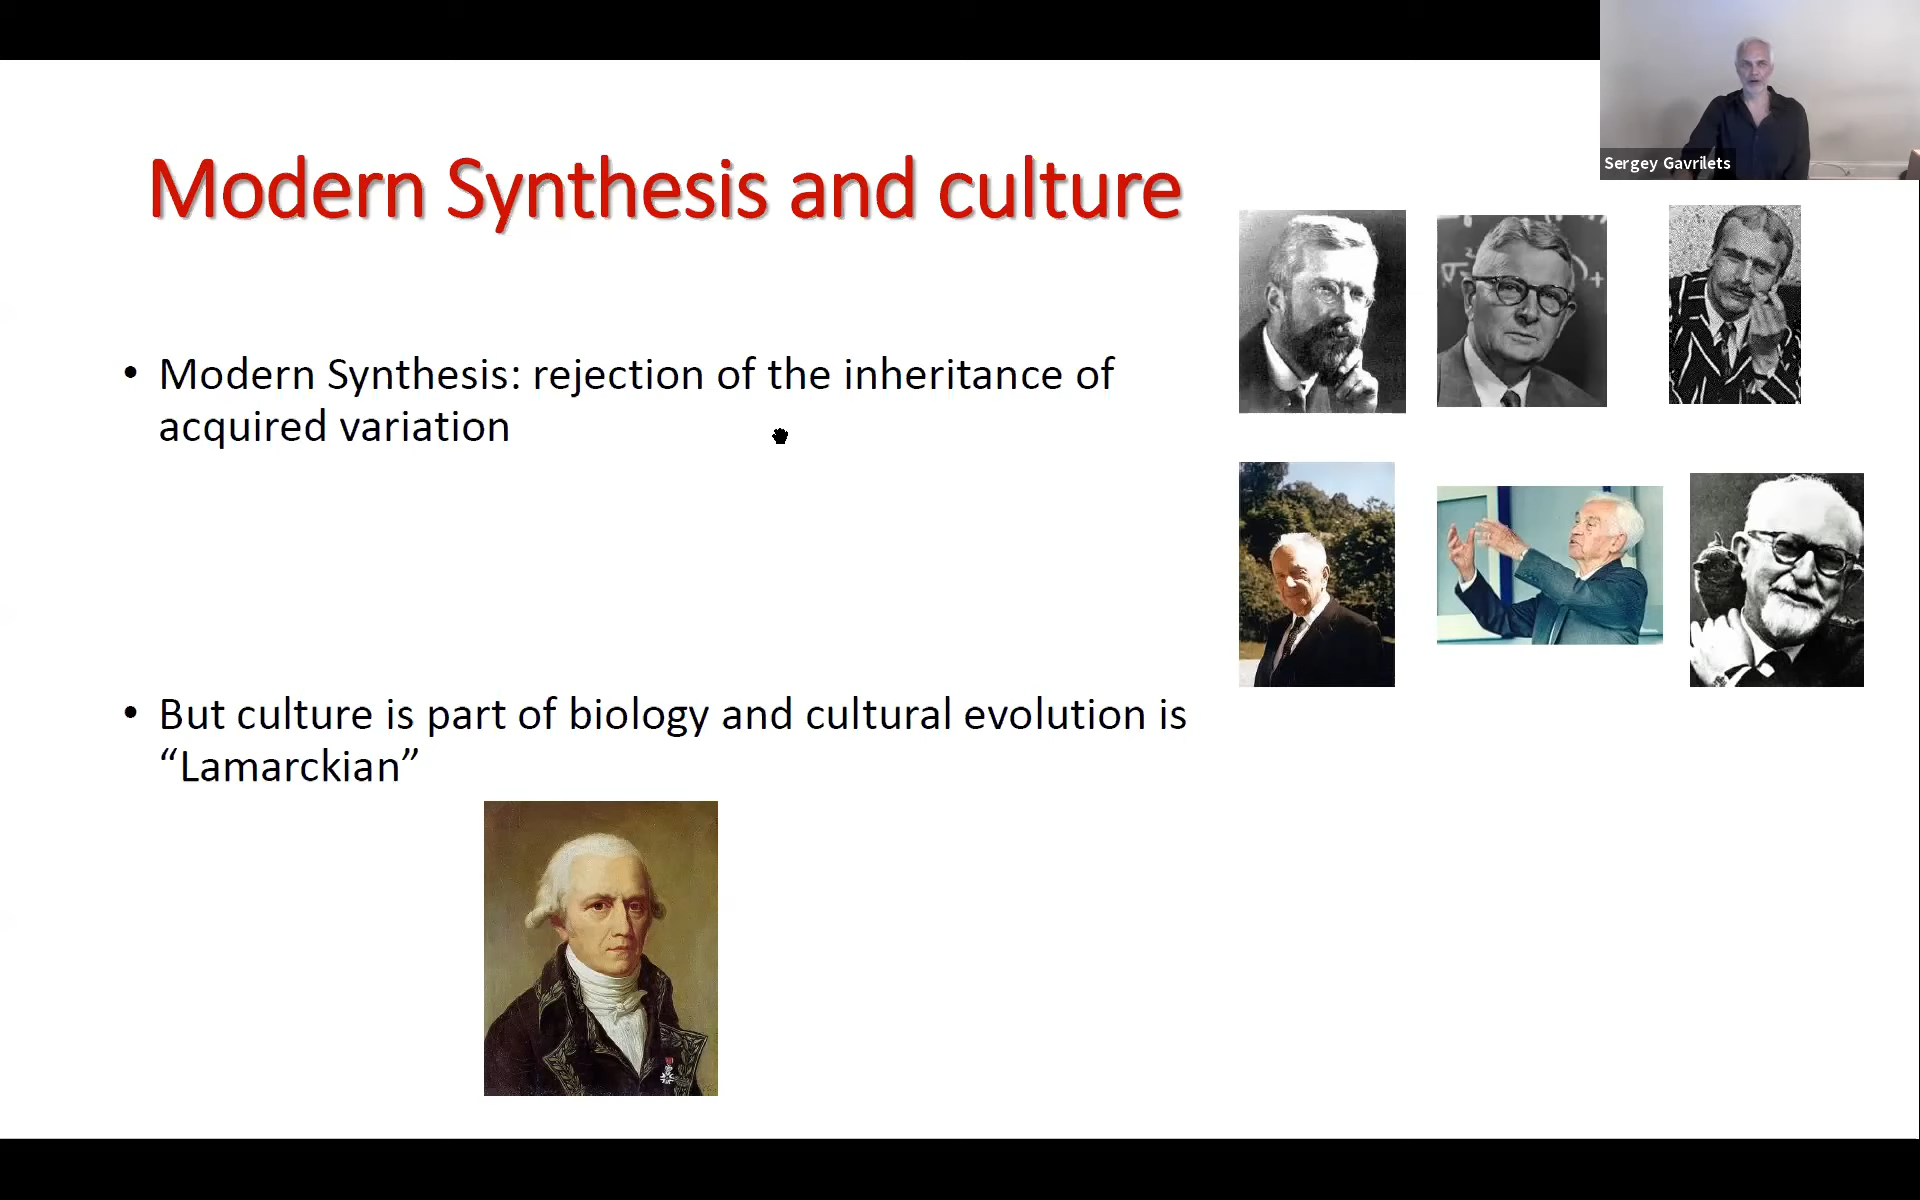 Sergey Gavrilets
Modern Synthesis and culture
• Modern Synthesis: rejection of the inheritance of
acquired variation
• But culture is part of biology and cultural evolution is
“Lamarckian”